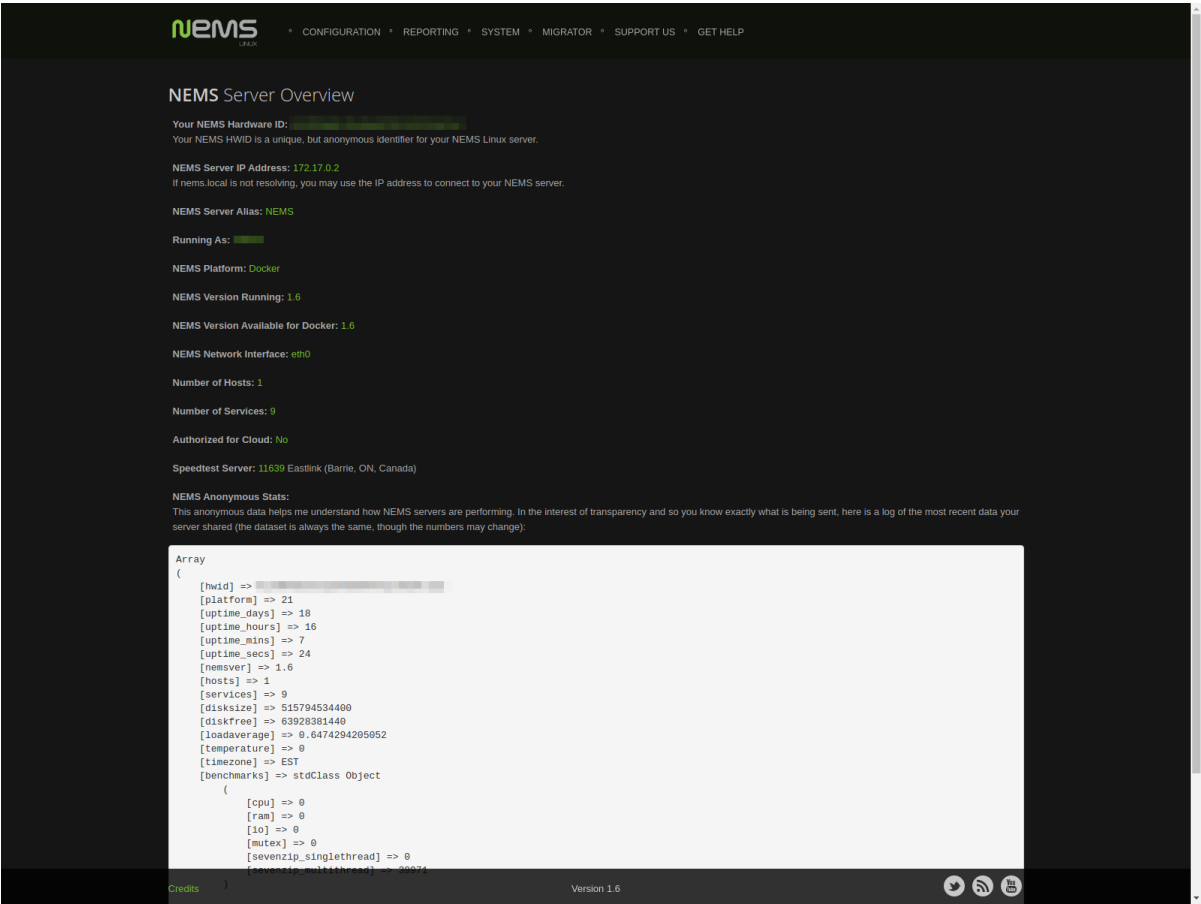 NEMS
LINUX
CONFIGURATION
REPORTING
SYSTEM
MIGRATOR
SUPPORT US
GET HELP
NEMS Server Overview
Your NEMS Hardware ID:
Your NEMS HWID is a unique, but anonymous identifier for your NEMS Linux server.
NEMS Server IP Address: 172.17.0.2
If nems.local is not resolving, you may use the IP address to connect to your NEMS server.
NEMS Server Alias: NEMS
Running As:
NEMS Platform: Docker
NEMS Version Running: 1.6
NEMS Version Available for Docker: 1.6
NEMS Network Interface: eth0
Number of Hosts: 1
Number of Services: 9
Authorized for Cloud: No
Speedtest Server: 11639 Eastlink (Barrie, ON, Canada)
NEMS Anonymous Stats:
This anonymous data helps me understand how NEMS servers are performing. In the interest of transparency and so you know exactly what is being sent, here is a log of the most recent data your
server shared (the dataset is always the same, though the numbers may change):
Array
(
[hwid] =>
[platform] => 21
[uptime_days] => 18
[uptime_hours] => 16
[uptime_mins] => 7
[uptime_secs] => 24
[nemsver] => 1.6
[hosts] => 1
[services] => 9
[disksize] => 515794534400
[diskfree] => 63928381440
[loadaverage] => 0.6474294205052
[temperature] => 0
[timezone] => EST
[benchmarks] => stdClass Object
(
[cpu] => 0
[ram] => 0
[io] => 0
[mutex] => 0
[sevenzip_singlethread] => 0
[sevenzip_multithread] => 38971
)
Credits
Version 1.6
You
Tube